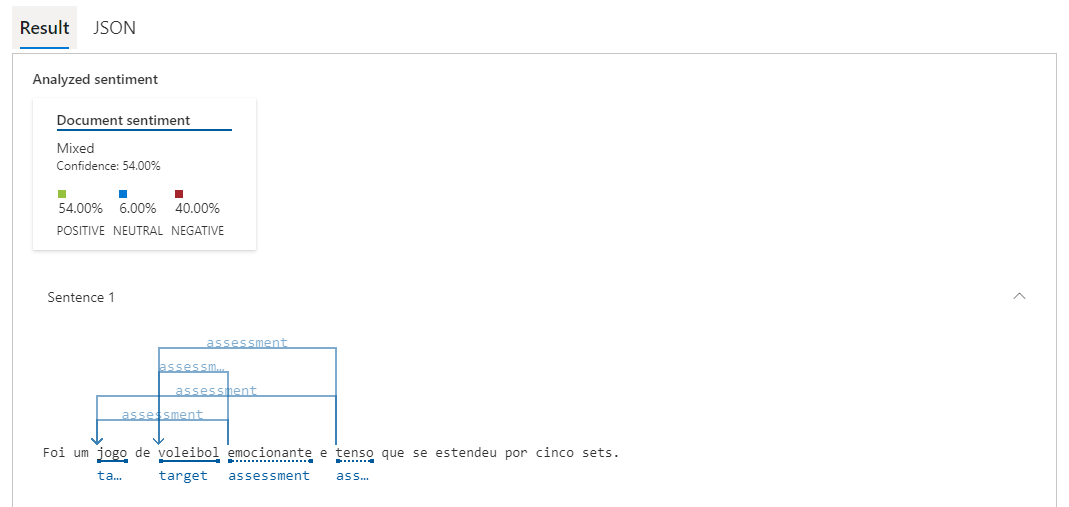 Result JSON
Analyzed sentiment
Document sentiment
Mixed
Confidence: 54.00%
54.00% 6.00% 40.00%
POSITIVE NEUTRAL NEGATIVE
Sentence 1
assessment
assessm…
assessment
assessment
Foi um jogo de voleibol emocionante e tenso que se estendeu por cinco sets.
ta… target assessment ass…